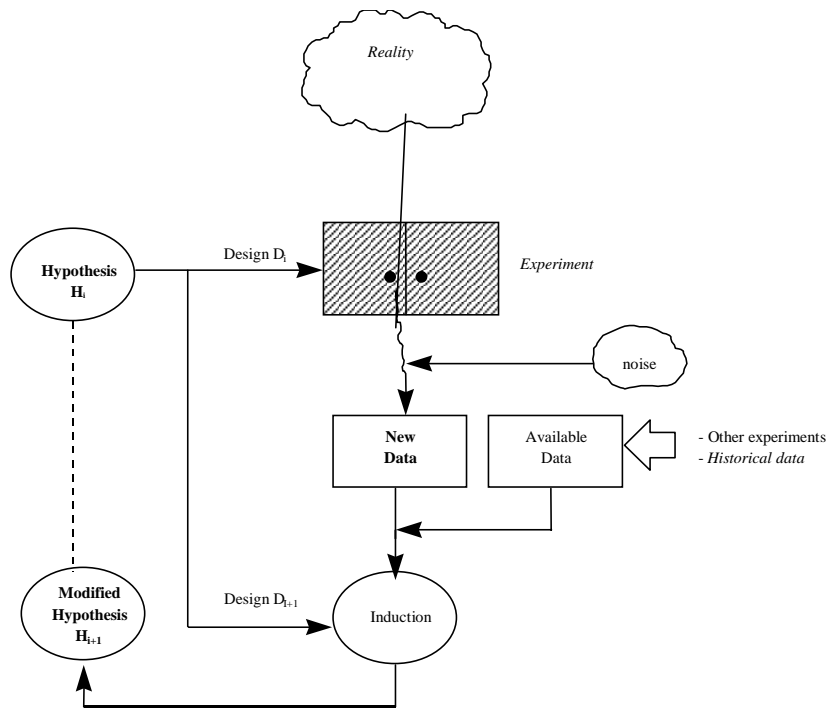 Reality
Design Di
Hypothesis
Hi
Experiment
noise
New
Data
Available
Data
- Other experiments
- Historical data
Modified
Hypothesis
Hi+1
Design DI+1
Induction